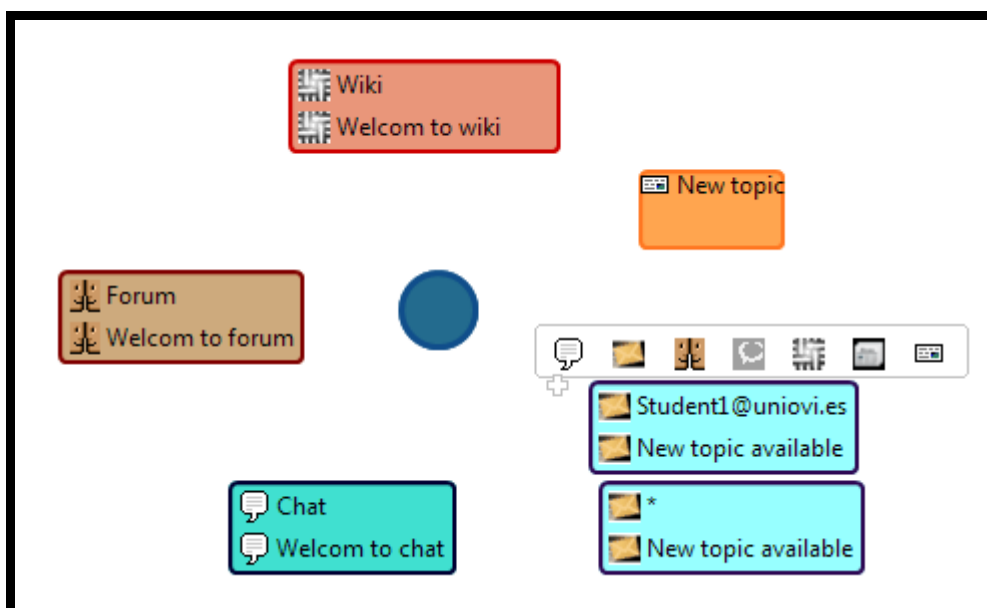 Wiki
Welcom to wiki
New topic
Forum
Welcom to forum
Student1@uniovi.es
New topic available
Chat
Welcom to chat
*
New topic available